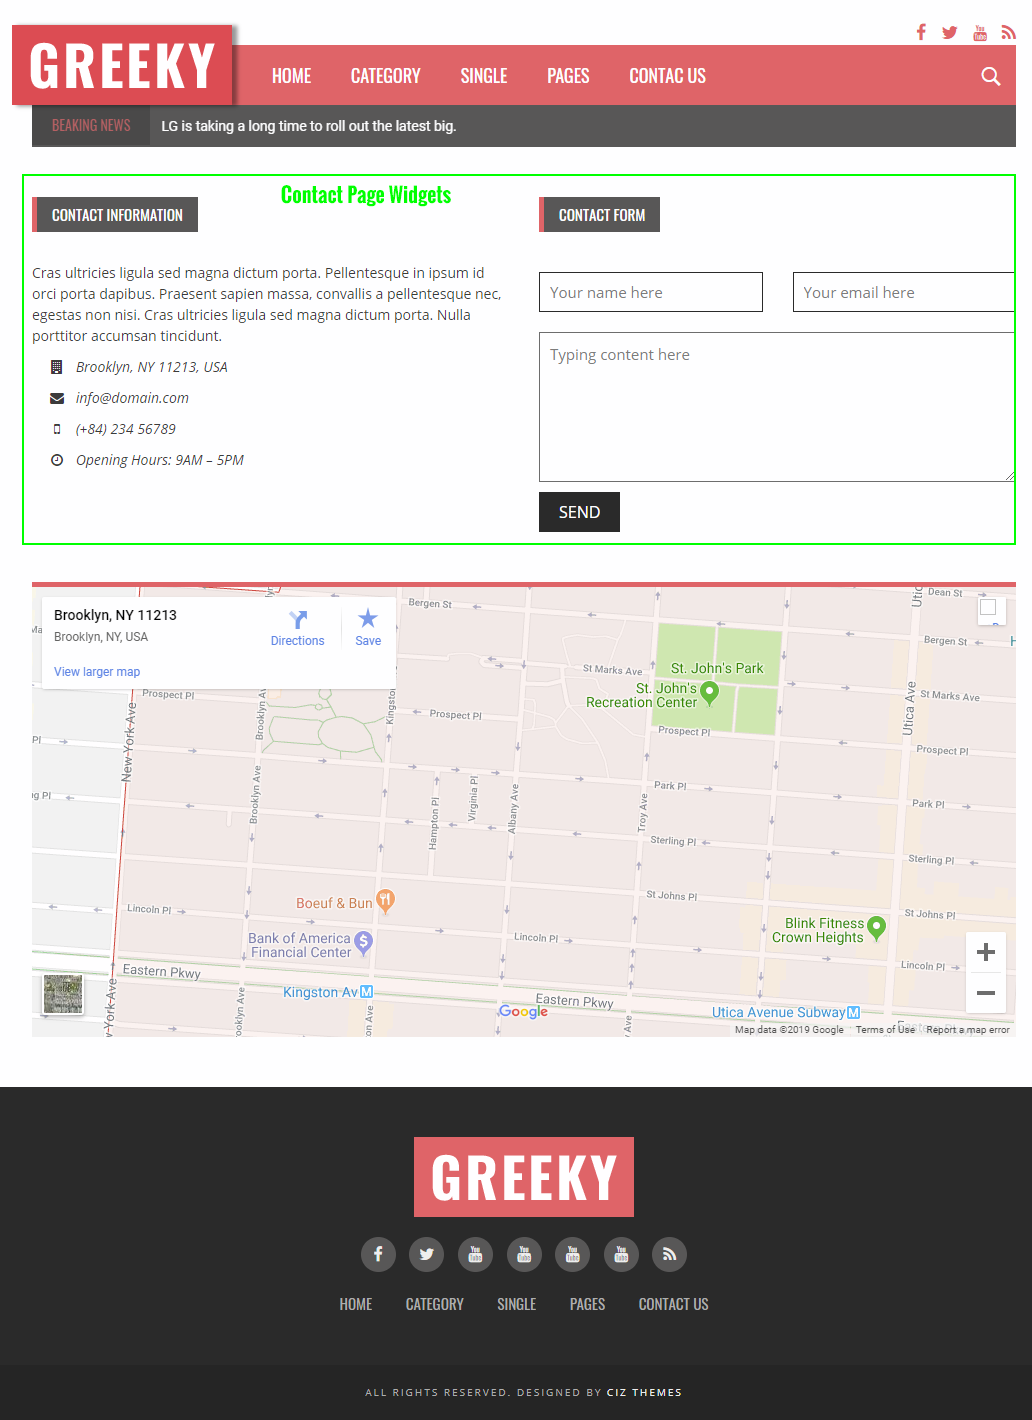 GREEKY
HOME CATEGORY SINGLE PAGES CONTAC US
BEAKING NEWS LG is taking a long time to roll out the latest big.
Contact Page Widgets
CONTACT INFORMATION
Cras ultricies ligula sed magna dictum porta. Pellentesque in ipsum id
orci porta dapibus. Praesent sapien massa, convallis a pellentesque nec,
egestas non nisi. Cras ultricies ligula sed magna dictum porta. Nulla
porttitor accumsan tincidunt.
Brooklyn, NY 11213, USA
info@domain.com
(+84) 234 56789
Opening Hours: 9AM – 5PM
CONTACT FORM
Your name here Your email here
Typing content here
SEND
Brooklyn, NY 11213
Brooklyn, NY, USA
Directions Save
View larger map
Bergen St
Dean St
Bergen St
St Marks Ave
St. John's Park
St. John's
Recreation Center
St Marks Ave
Utica Ave
Prospect Pl
Prospect Pl
Prospect Pl
Prospect Pl
New York Ave
Brooklyn Ave
Kingston
Park Pl
Park Pl
Brooklyn Ave
Hampton Pl
Virginia Pl
Albany Ave
Troy Ave
Sterling Pl
Sterling Pl
St Johns Pl
St Johns Pl
Boeuf & Bun
Lincoln Pl
Bank of America
Financial Center
Lincoln Pl
Blink Fitness
Crown Heights
Lincoln Pl
Eastern Pkwy
Kingston Av M
Eastern Pkwy
Utica Avenue Subway M
Google
Map data ©2019 Google Terms of Use Report a map error
GREEKY
HOME CATEGORY SINGLE PAGES CONTACT US
ALL RIGHTS RESERVED. DESIGNED BY CIZ THEMES